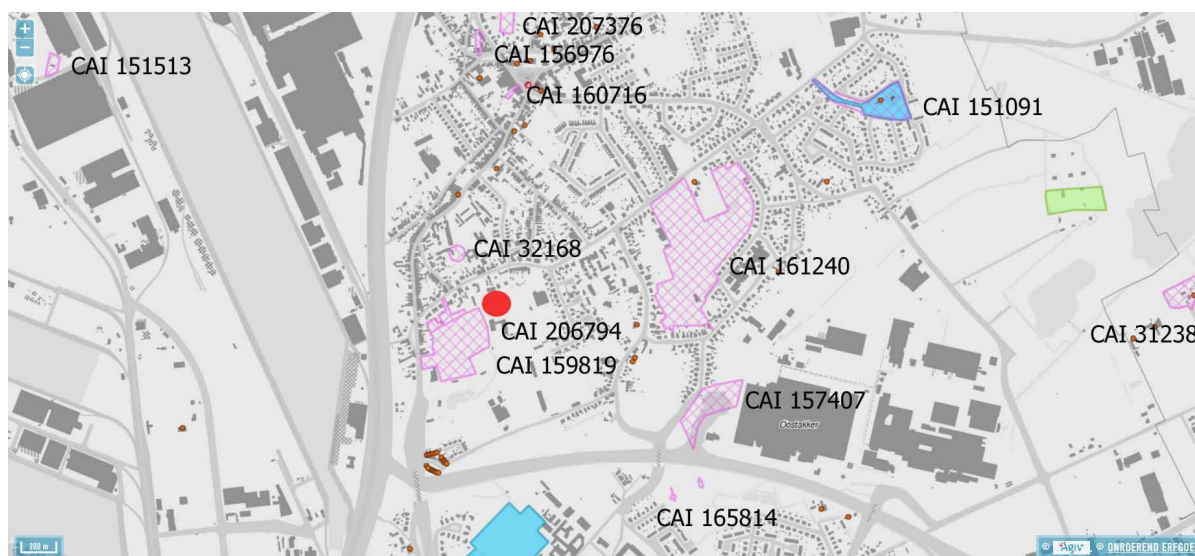 +
CAI 207376
−
CAI 156976
CAI 151513
CAI 160716
CAI 151091
CAI 32168
CAI 161240
CAI 206794
CAI 31238
CAI 159819
CAI 157407
Oostakker
CAI 165814
200 m
© Agiv, © ONROEREND ERFGOE